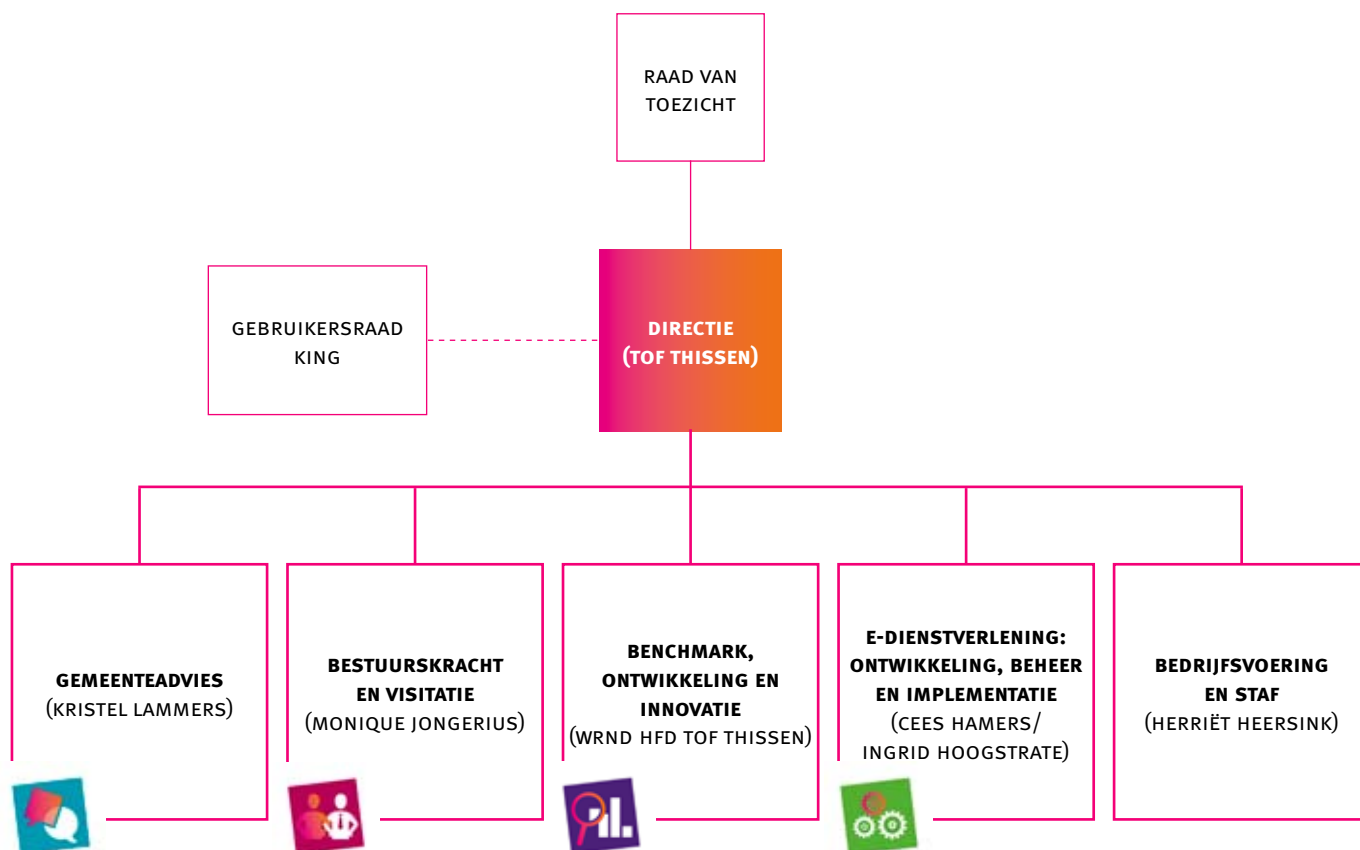 RAAD VAN
TOEZICHT
GEBRUIKERSRAAD
KING
DIRECTIE
(TOF THISSEN)
GEMEENTEADVIES
(KRISTEL LAMMERS)
BESTUURSKRACHT
EN VISITATIE
(MONIQUE JONGERIUS)
BENCHMARK,
ONTWIKKELING EN
INNOVATIE
(WRND HFD TOF THISSEN)
E-DIENSTVERLENING:
ONTWIKKELING, BEHEER
EN IMPLEMENTATIE
(CEES HAMERS/
INGRID HOOGSTRATE)
BEDRIJFSVOERING
EN STAF
(HERRIËT HEERSINK)